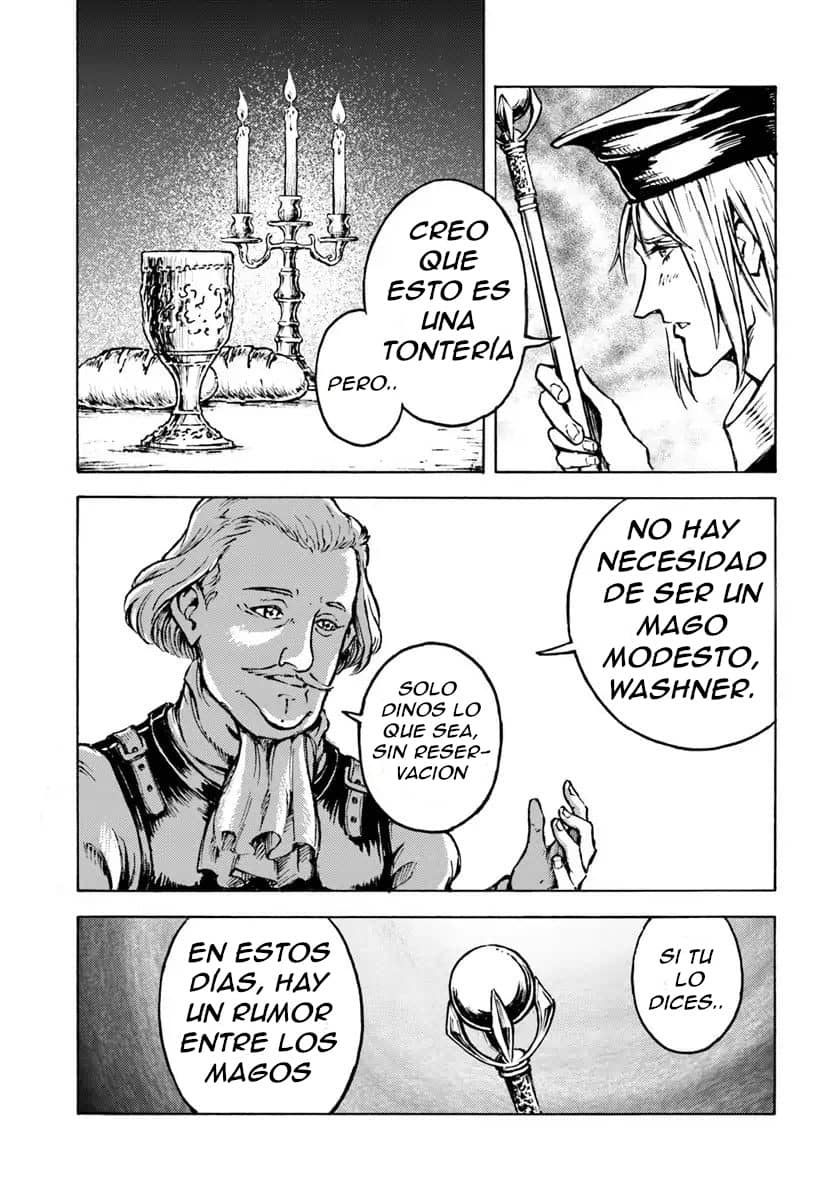 CREO
QUE
ESTO ES
UNA
TONTERÍA
PERO..
NO HAY
NECESIDAD
DE SER UN
MAGO
MODESTO,
WASHNER.
SOLO
DINOS LO
QUE SEA,
SIN RESER-
VACION
SI TU
LO
DICES..
EN ESTOS
DÍAS, HAY
UN RUMOR
ENTRE LOS
MAGOS